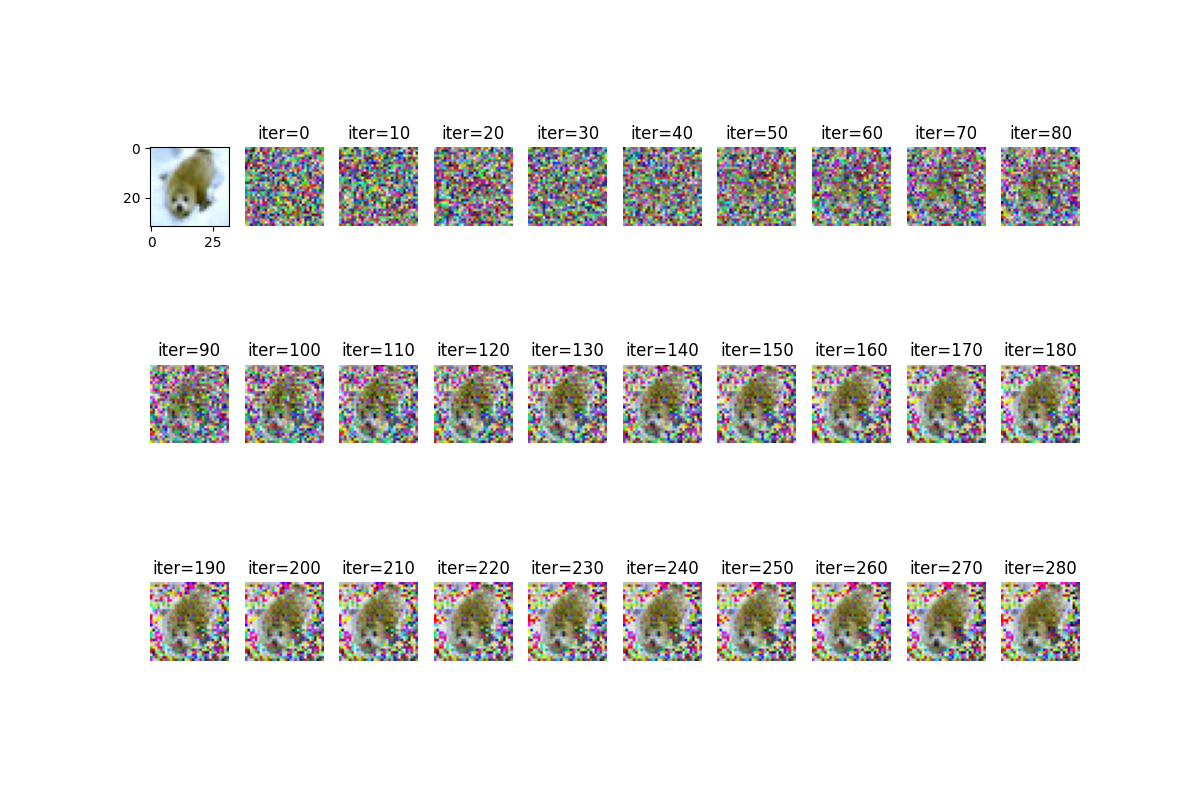 iter=0 iter=10 iter=20 iter=30 iter=40 iter=50 iter=60 iter=70 iter=80
0
20
0 25
iter=90 iter=100 iter=110 iter=120 iter=130 iter=140 iter=150 iter=160 iter=170 iter=180
iter=190 iter=200 iter=210 iter=220 iter=230 iter=240 iter=250 iter=260 iter=270 iter=280